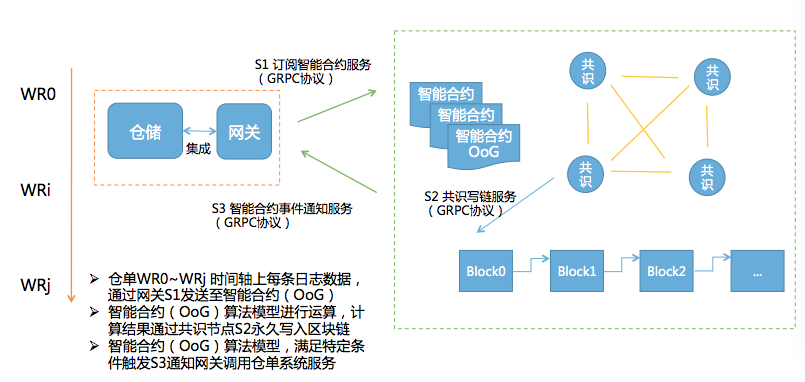 WR0
WRi
WRj
仓储
网关
集成
S1 订阅智能合约服务
（GRPC协议）
S3 智能合约事件通知服务
（GRPC协议）
智能合约
智能合约
智能合约
OoG
共识
共识
共识
共识
S2 共识写链服务
（GRPC协议）
Block0
Block1
Block2
...
➢ 仓单WR0~WRj 时间轴上每条日志数据，
通过网关S1发送至智能合约（OoG）
➢ 智能合约（OoG）算法模型进行运算，计
算结果通过共识节点S2永久写入区块链
➢ 智能合约（OoG）算法模型，满足特定条
件触发S3通知网关调用仓单系统服务